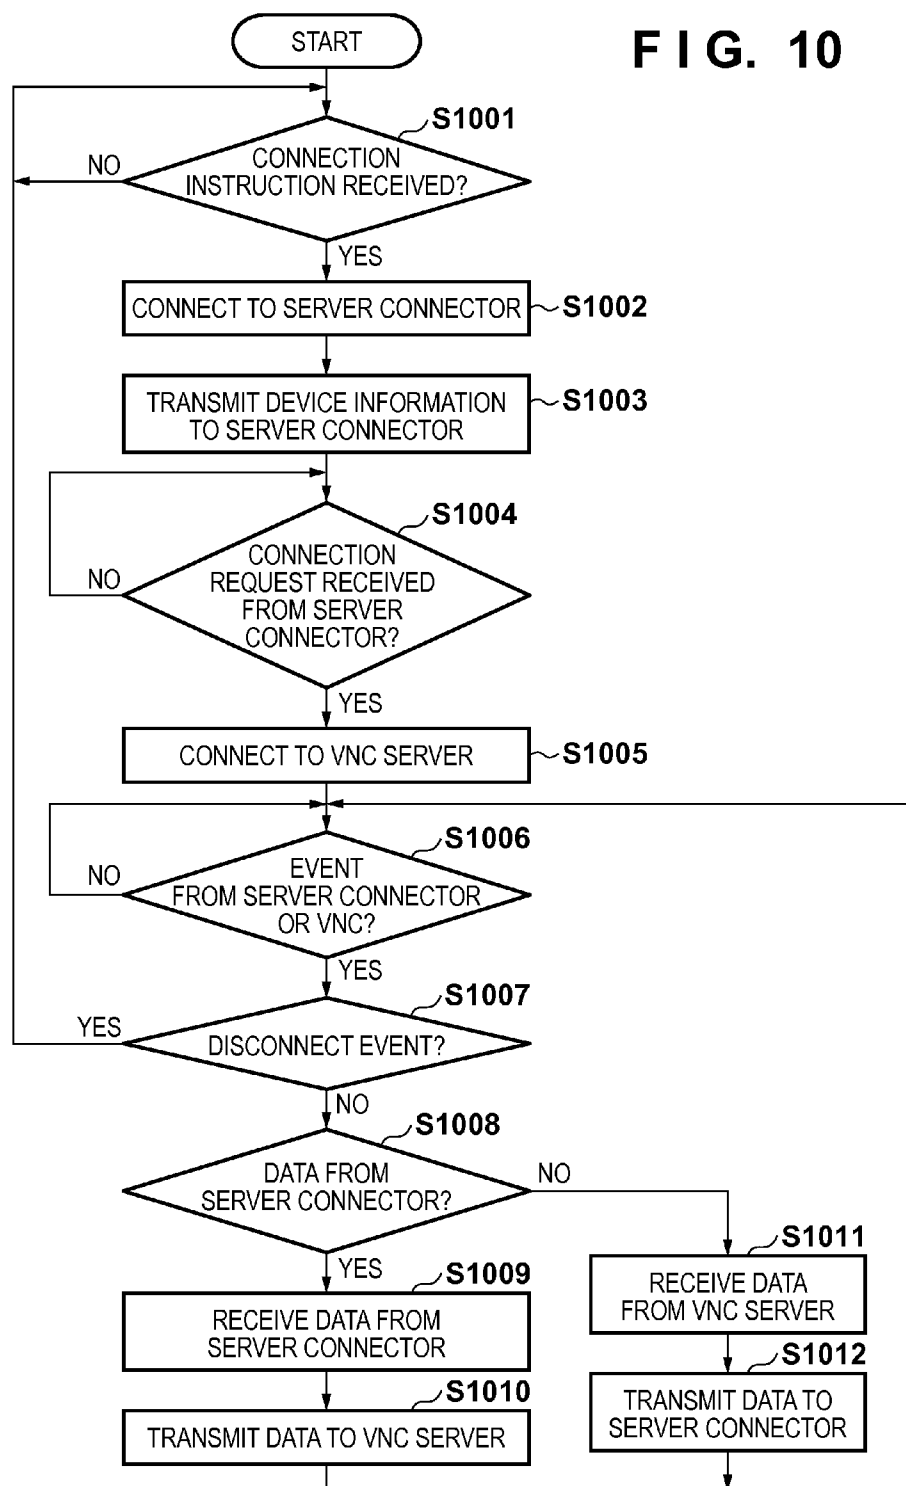 START
FIG. 10
S1001
CONNECTION
INSTRUCTION RECEIVED?
NO
YES
CONNECT TO SERVER CONNECTOR
S1002
TRANSMIT DEVICE INFORMATION
TO SERVER CONNECTOR
S1003
S1004
CONNECTION
REQUEST RECEIVED
FROM SERVER
CONNECTOR?
NO
YES
CONNECT TO VNC SERVER
S1005
S1006
EVENT
FROM SERVER CONNECTOR
OR VNC?
NO
YES
S1007
YES
DISCONNECT EVENT?
NO
S1008
DATA FROM
SERVER CONNECTOR?
NO
YES
S1009
RECEIVE DATA FROM
SERVER CONNECTOR
S1010
TRANSMIT DATA TO VNC SERVER
S1011
RECEIVE DATA
FROM VNC SERVER
S1012
TRANSMIT DATA TO
SERVER CONNECTOR